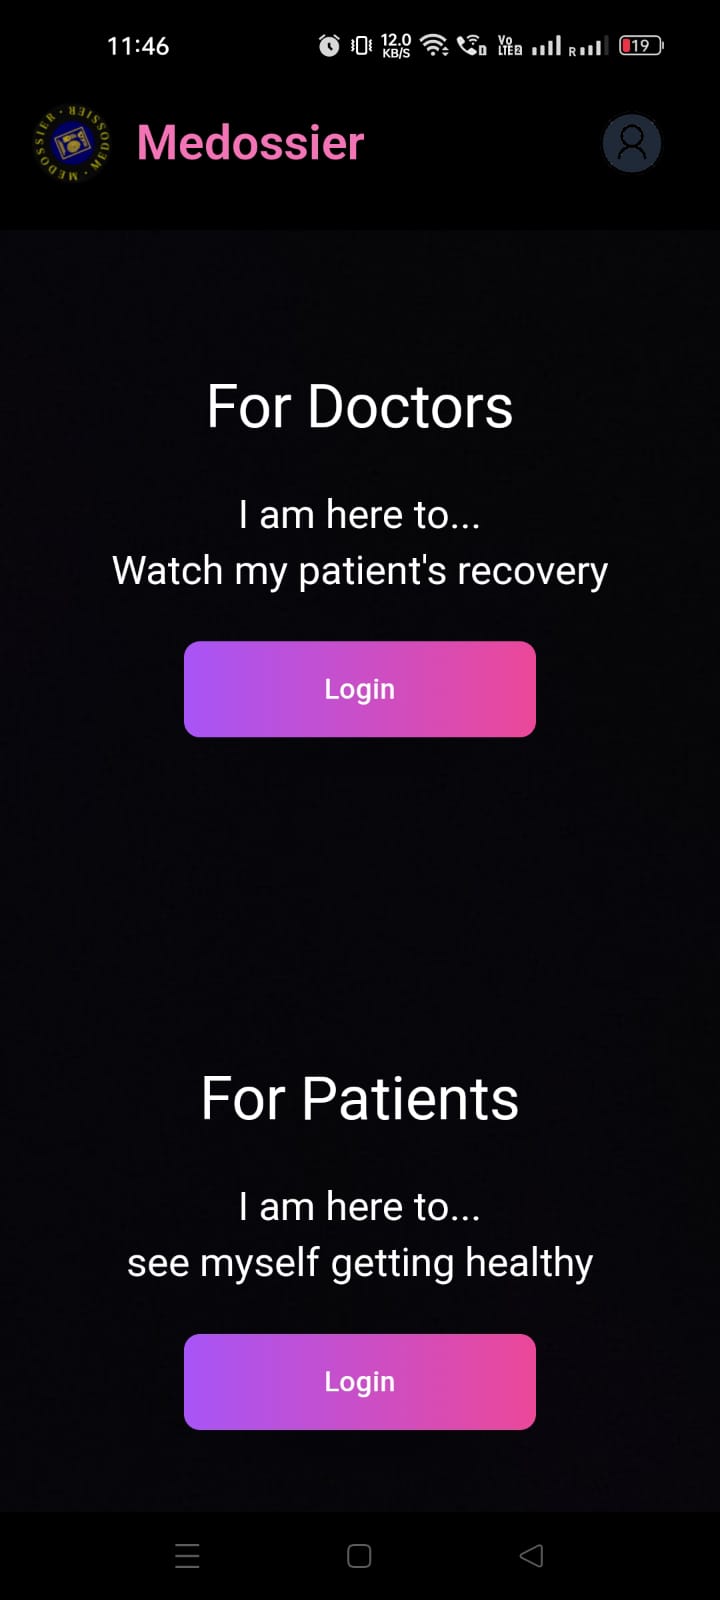 11:46
12.0
KB/S
Vo
LTE2
R
19
MEDOSSIER · MEDOSSIER ·
Medossier
For Doctors
I am here to...
Watch my patient's recovery
Login
For Patients
I am here to...
see myself getting healthy
Login